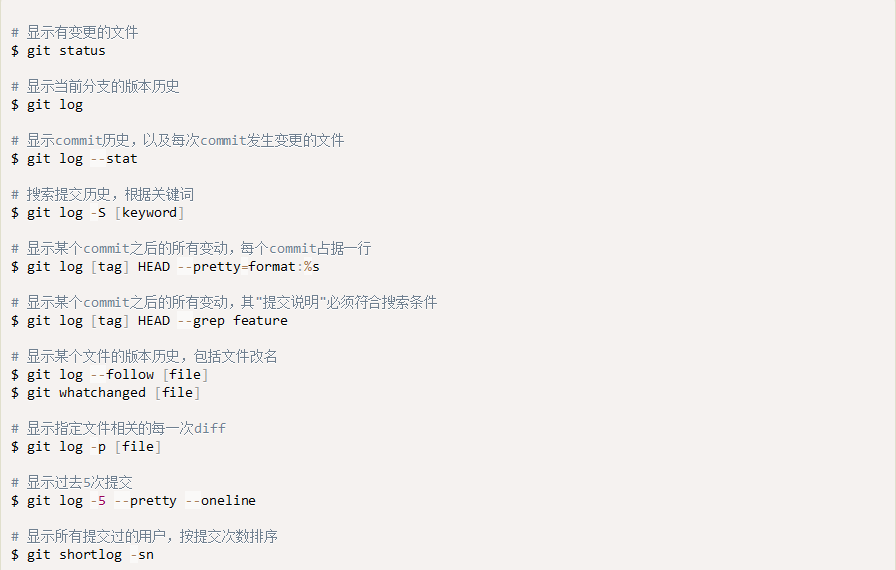 # 显示有变更的文件
$ git status
# 显示当前分支的版本历史
$ git log
# 显示commit历史，以及每次commit发生变更的文件
$ git log --stat
# 搜索提交历史，根据关键词
$ git log -S [keyword]
# 显示某个commit之后的所有变动，每个commit占据一行
$ git log [tag] HEAD --pretty=format:%s
# 显示某个commit之后的所有变动，其"提交说明"必须符合搜索条件
$ git log [tag] HEAD --grep feature
# 显示某个文件的版本历史，包括文件改名
$ git log --follow [file]
$ git whatchanged [file]
# 显示指定文件相关的每一次diff
$ git log -p [file]
# 显示过去5次提交
$ git log -5 --pretty --oneline
# 显示所有提交过的用户，按提交次数排序
$ git shortlog -sn